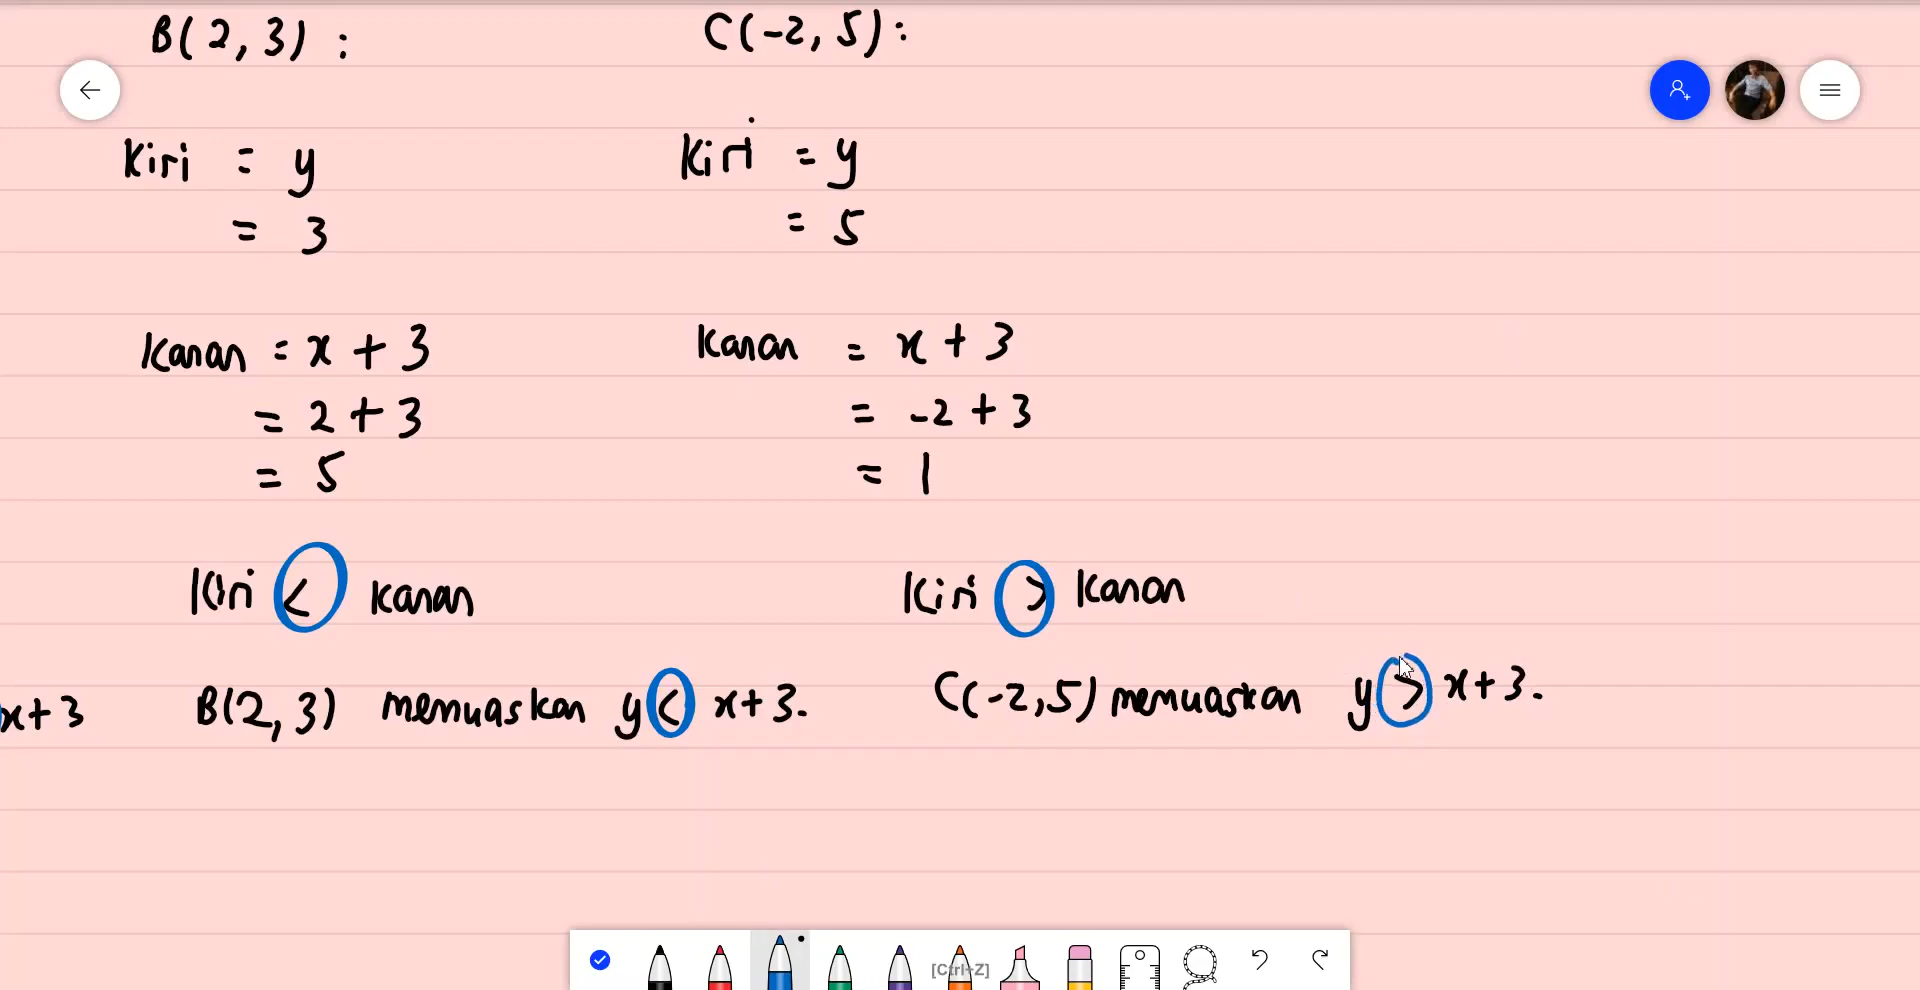 B(2, 3) :
Kiri = y
= 3
Kanan = x + 3
= 2 + 3
= 5
Kiri < Kanan
x+3 B(2, 3) memuaskan y < x+3.
C(-2, 5) :
Kiri = y
= 5
Kanan = x + 3
= -2 + 3
= 1
Kiri > Kanan
C(-2,5) memuaskan y > x+3.
[Ctrl+Z]